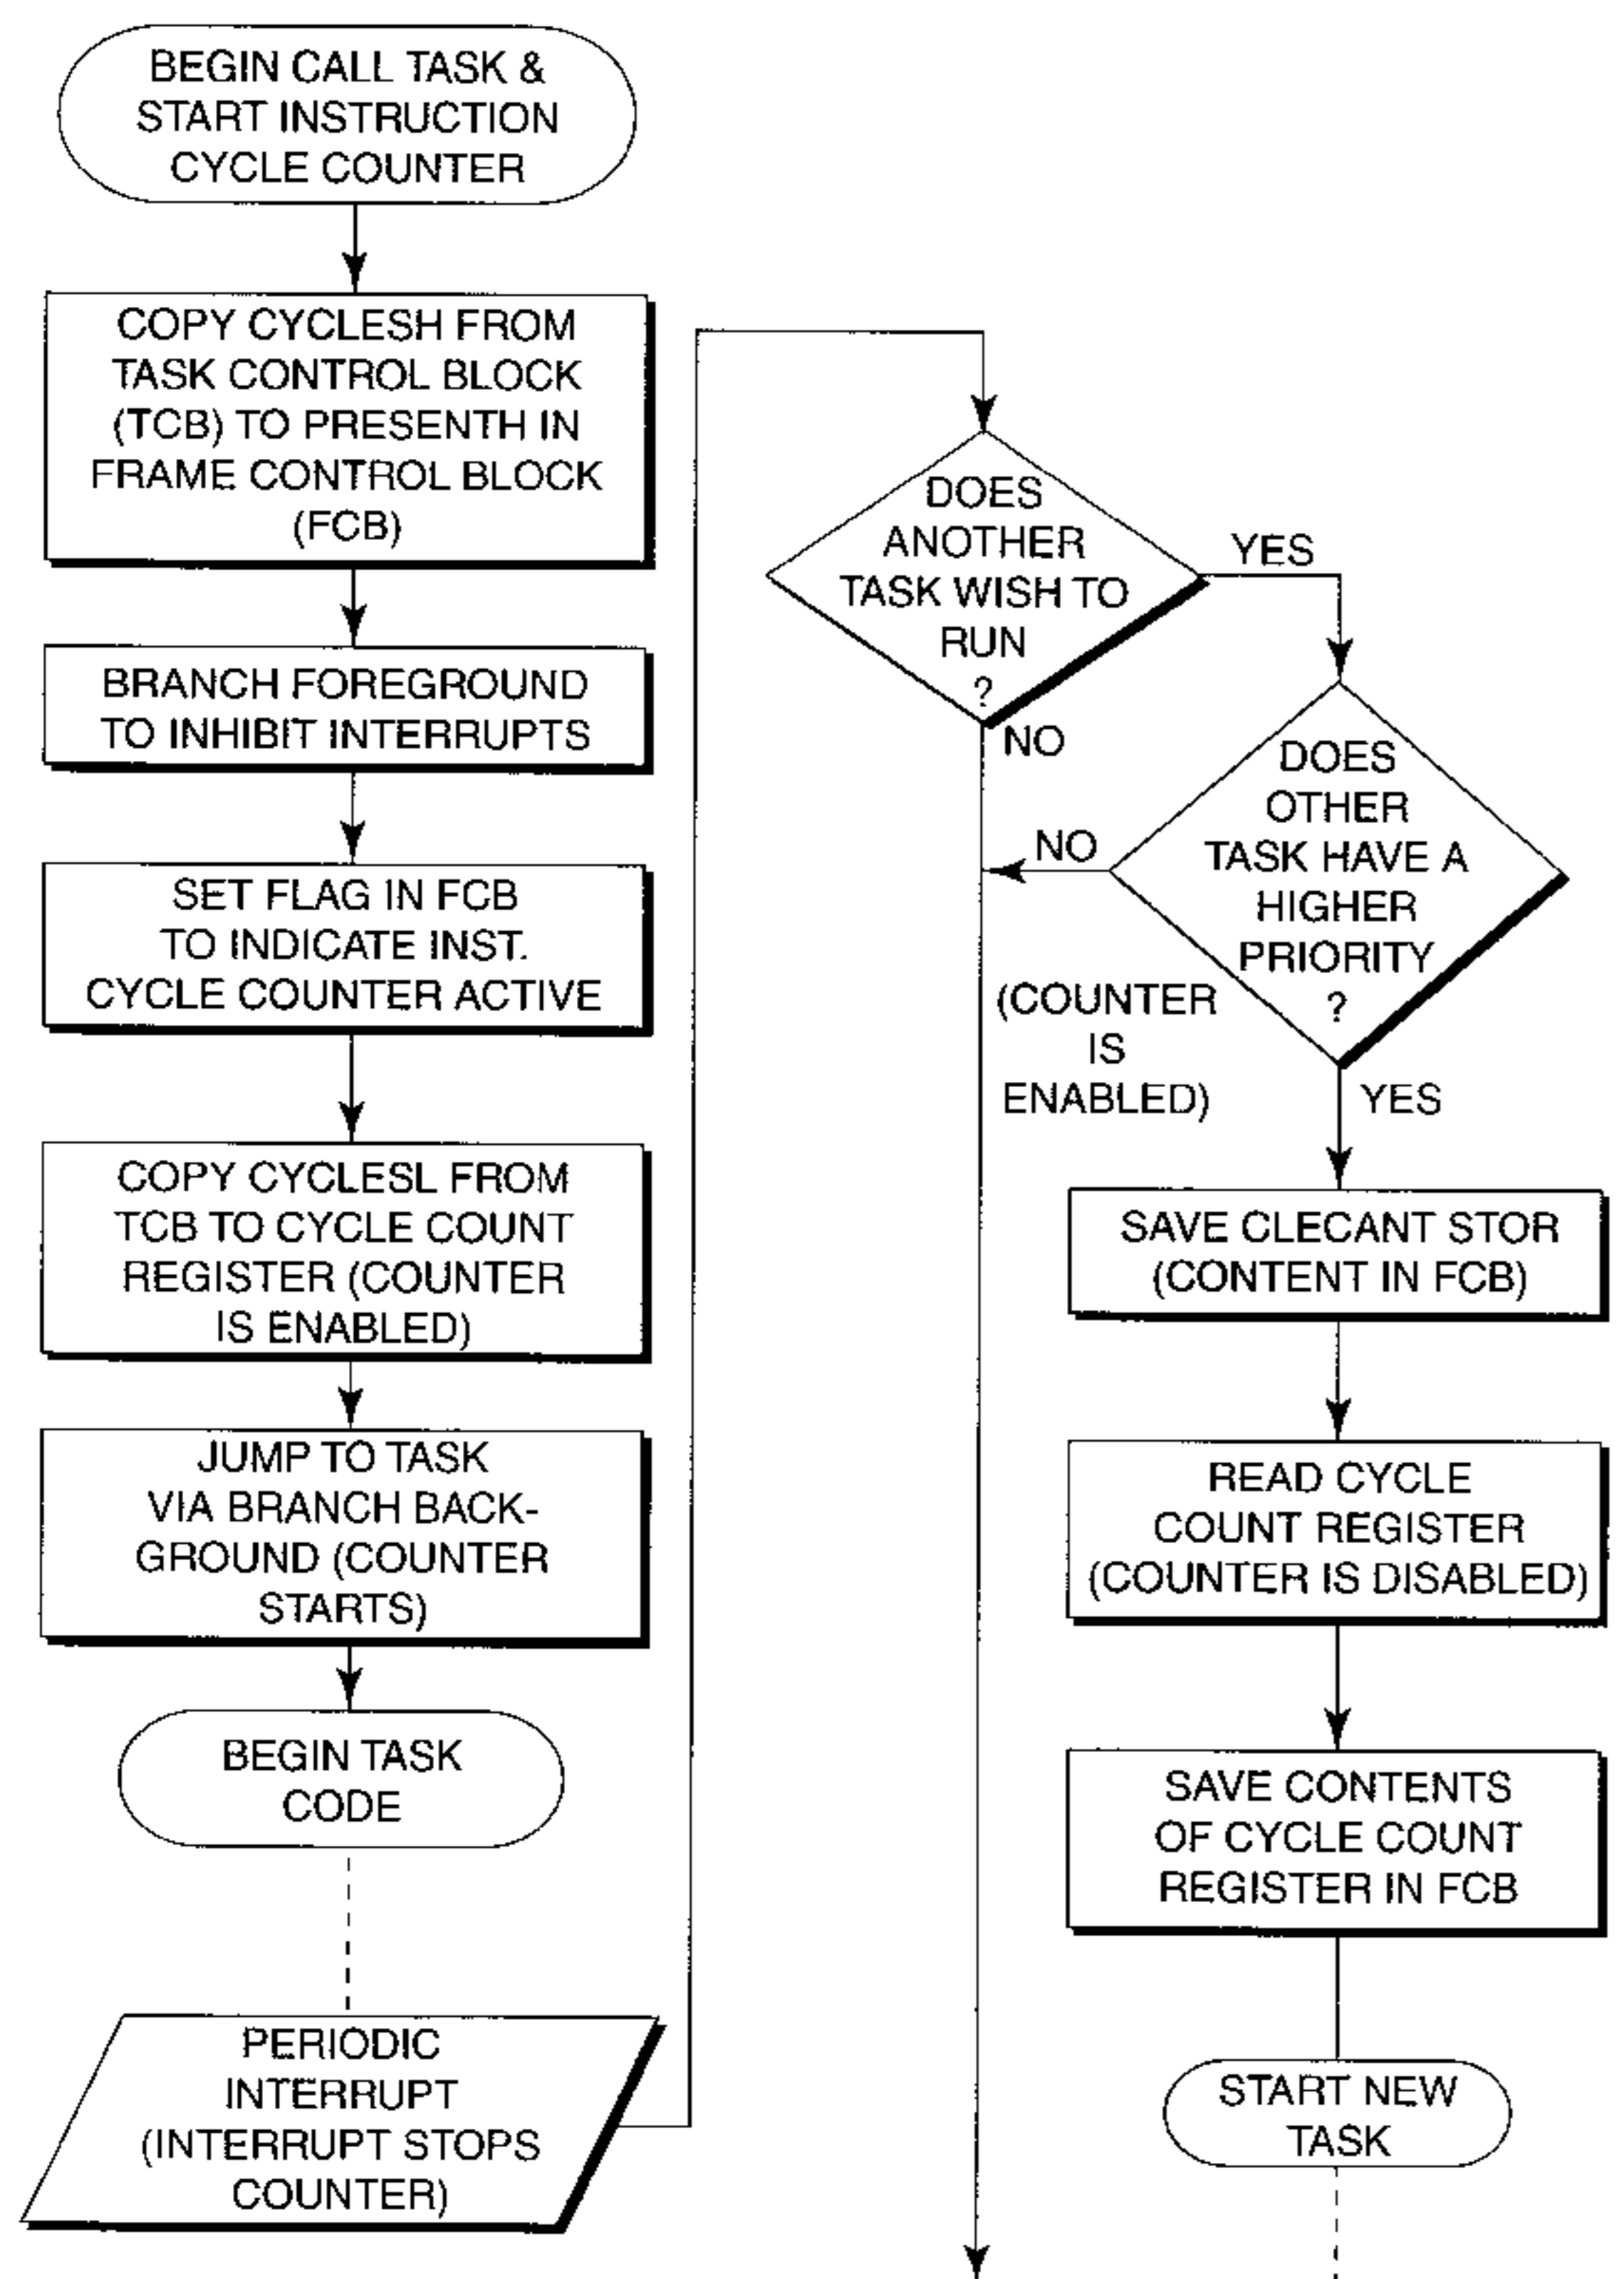 BEGIN CALL TASK &
START INSTRUCTION
CYCLE COUNTER
COPY CYCLESH FROM
TASK CONTROL BLOCK
(TCB) TO PRESENTH IN
FRAME CONTROL BLOCK
(FCB)
BRANCH FOREGROUND
TO INHIBIT INTERRUPTS
SET FLAG IN FCB
TO INDICATE INST.
CYCLE COUNTER ACTIVE
COPY CYCLESL FROM
TCB TO CYCLE COUNT
REGISTER (COUNTER
IS ENABLED)
JUMP TO TASK
VIA BRANCH BACK-
GROUND (COUNTER
STARTS)
BEGIN TASK
CODE
PERIODIC
INTERRUPT
(INTERRUPT STOPS
COUNTER)
DOES
ANOTHER
TASK WISH TO
RUN
?
YES
NO
DOES
OTHER
TASK HAVE A
HIGHER
PRIORITY
?
NO
(COUNTER
IS
ENABLED)
YES
SAVE CLECANT STOR
(CONTENT IN FCB)
READ CYCLE
COUNT REGISTER
(COUNTER IS DISABLED)
SAVE CONTENTS
OF CYCLE COUNT
REGISTER IN FCB
START NEW
TASK